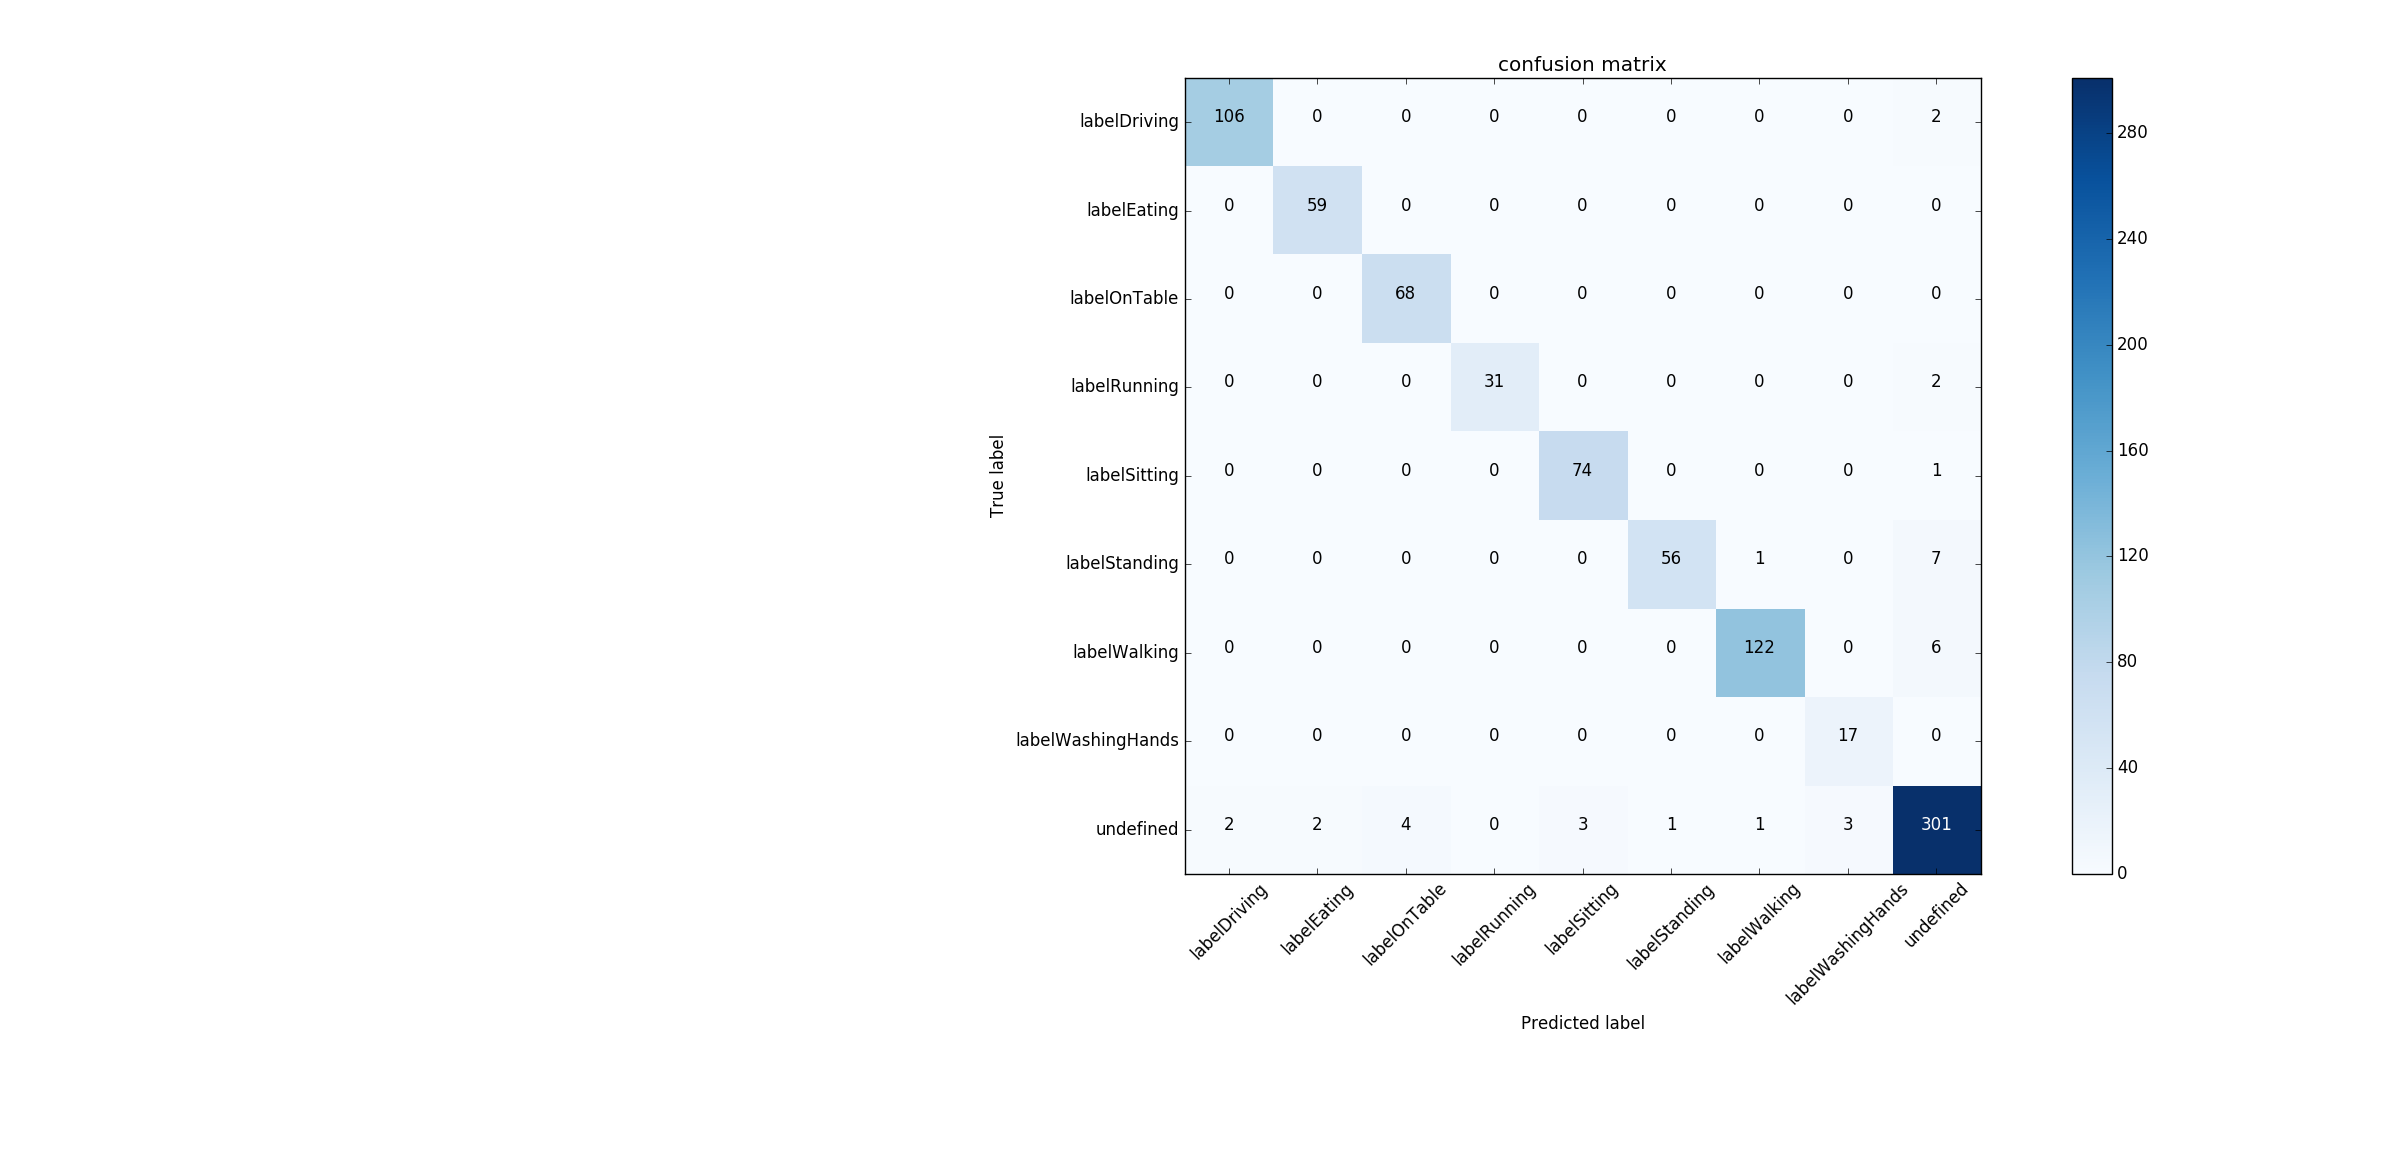 confusion matrix
labelDriving 106 0 0 0 0 0 0 0 2
labelEating 0 59 0 0 0 0 0 0 0
labelOnTable 0 0 68 0 0 0 0 0 0
labelRunning 0 0 0 31 0 0 0 0 2
labelSitting 0 0 0 0 74 0 0 0 1
labelStanding 0 0 0 0 0 56 1 0 7
labelWalking 0 0 0 0 0 0 122 0 6
labelWashingHands 0 0 0 0 0 0 0 17 0
undefined 2 2 4 0 3 1 1 3 301
True label
labelDriving labelEating labelOnTable labelRunning labelSitting labelStanding labelWalking labelWashingHands undefined
Predicted label
280
240
200
160
120
80
40
0